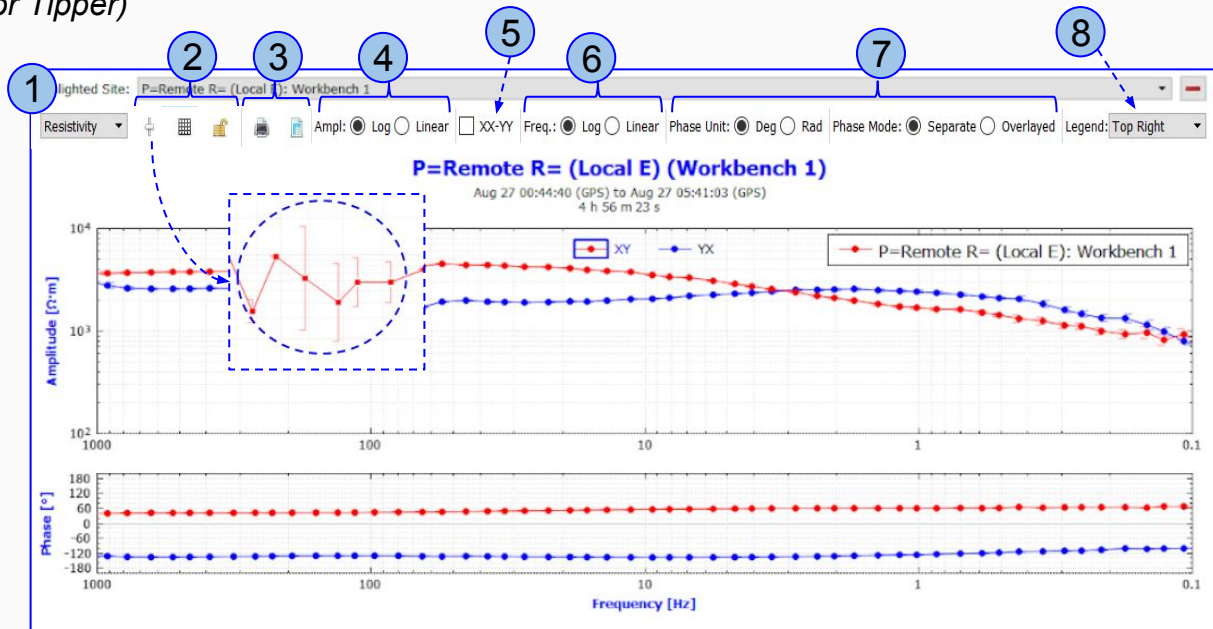 or Tipper)
1 2 3 4 5 6 7 8
lighted Site: P=Remote R= (Local E): Workbench 1
Resistivity Ampl: Log Linear XX-YY Freq.: Log Linear Phase Unit: Deg Rad Phase Mode: Separate Overlayed Legend: Top Right
P=Remote R= (Local E) (Workbench 1)
Aug 27 00:44:40 (GPS) to Aug 27 05:41:03 (GPS)
4 h 56 m 23 s
XY YX P=Remote R= (Local E): Workbench 1
Amplitude [Ω·m]
10⁴
10³
10²
1000 100 10 1 0.1
Phase [°]
180
120
60
0
-60
-120
-180
1000 100 10 1 0.1
Frequency [Hz]